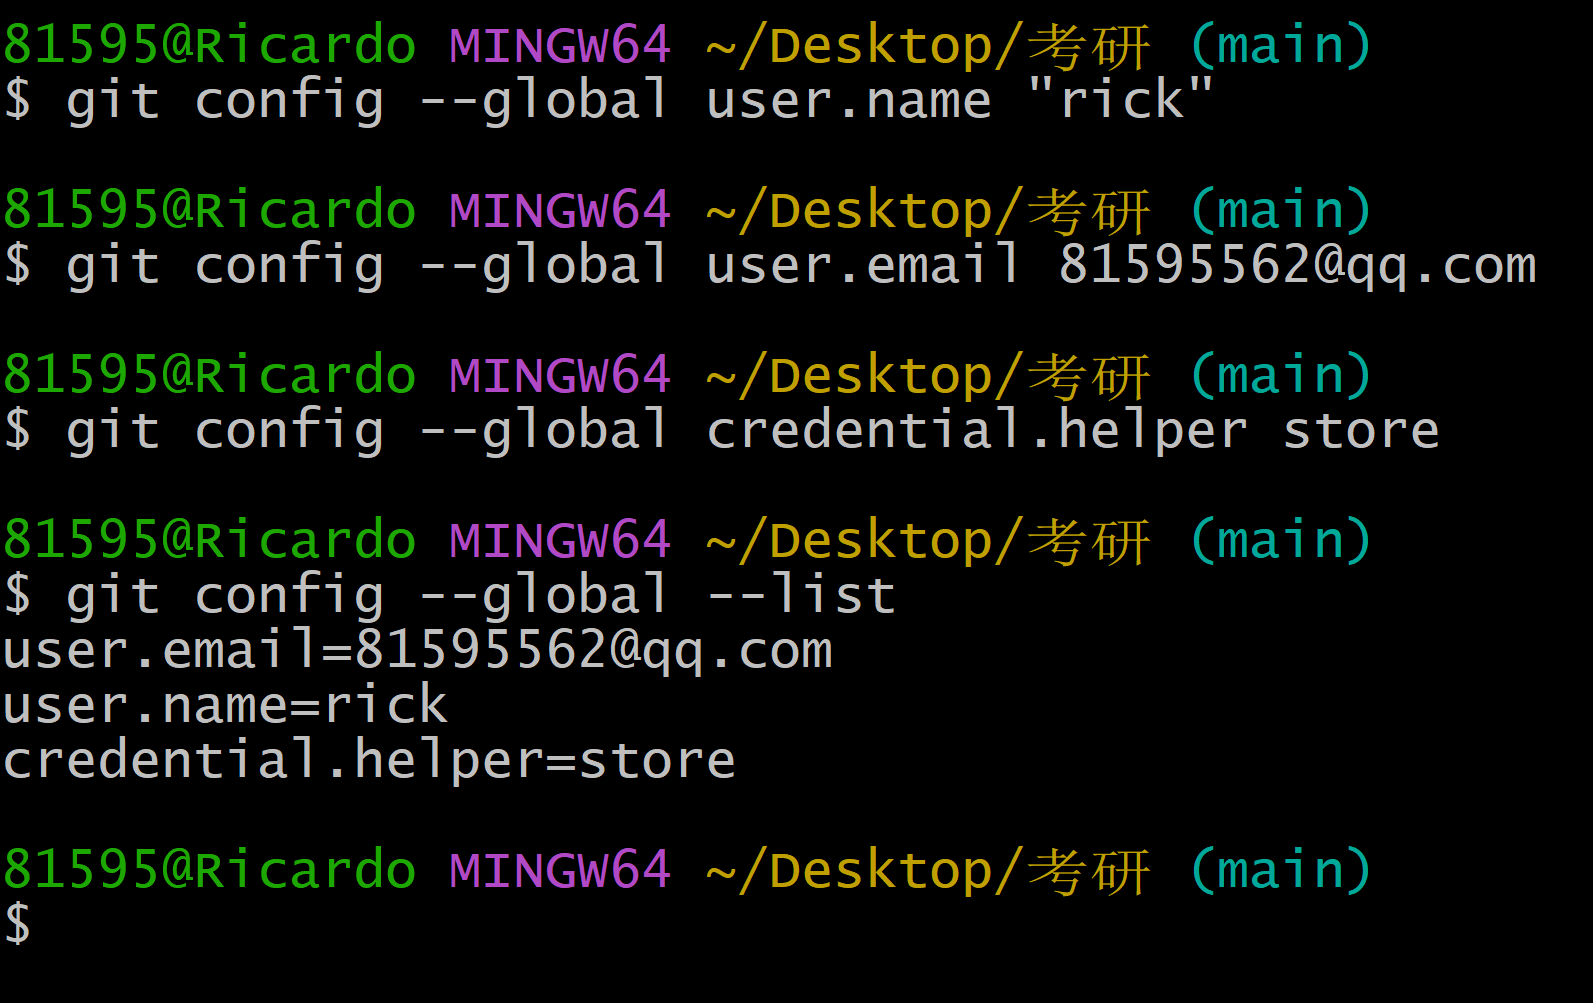 81595@Ricardo MINGW64 ~/Desktop/考研 (main)
$ git config --global user.name "rick"
81595@Ricardo MINGW64 ~/Desktop/考研 (main)
$ git config --global user.email 81595562@qq.com
81595@Ricardo MINGW64 ~/Desktop/考研 (main)
$ git config --global credential.helper store
81595@Ricardo MINGW64 ~/Desktop/考研 (main)
$ git config --global --list
user.email=81595562@qq.com
user.name=rick
credential.helper=store
81595@Ricardo MINGW64 ~/Desktop/考研 (main)
$